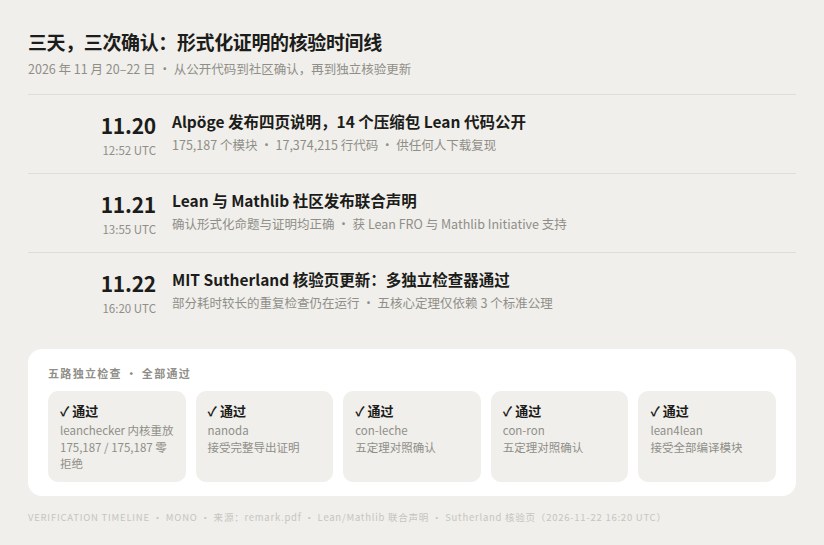 三天，三次确认：形式化证明的核验时间线
2026 年 11 月 20–22 日 · 从公开代码到社区确认，再到独立核验更新
11.20
12:52 UTC
Alpöge 发布四页说明，14 个压缩包 Lean 代码公开
175,187 个模块 · 17,374,215 行代码 · 供任何人下载复现
11.21
13:55 UTC
Lean 与 Mathlib 社区发布联合声明
确认形式化命题与证明均正确 · 获 Lean FRO 与 Mathlib Initiative 支持
11.22
16:20 UTC
MIT Sutherland 核验页更新：多独立检查器通过
部分耗时较长的重复检查仍在运行 · 五核心定理仅依赖 3 个标准公理
五路独立检查 · 全部通过
✓ 通过
leanchecker 内核重放
175,187 / 175,187 零
拒绝
✓ 通过
nanoda
接受完整导出证明
✓ 通过
con-leche
五定理对照确认
✓ 通过
con-ron
五定理对照确认
✓ 通过
lean4lean
接受全部编译模块
VERIFICATION TIMELINE · MONO · 来源：remark.pdf · Lean/Mathlib 联合声明 · Sutherland 核验页（2026-11-22 16:20 UTC）